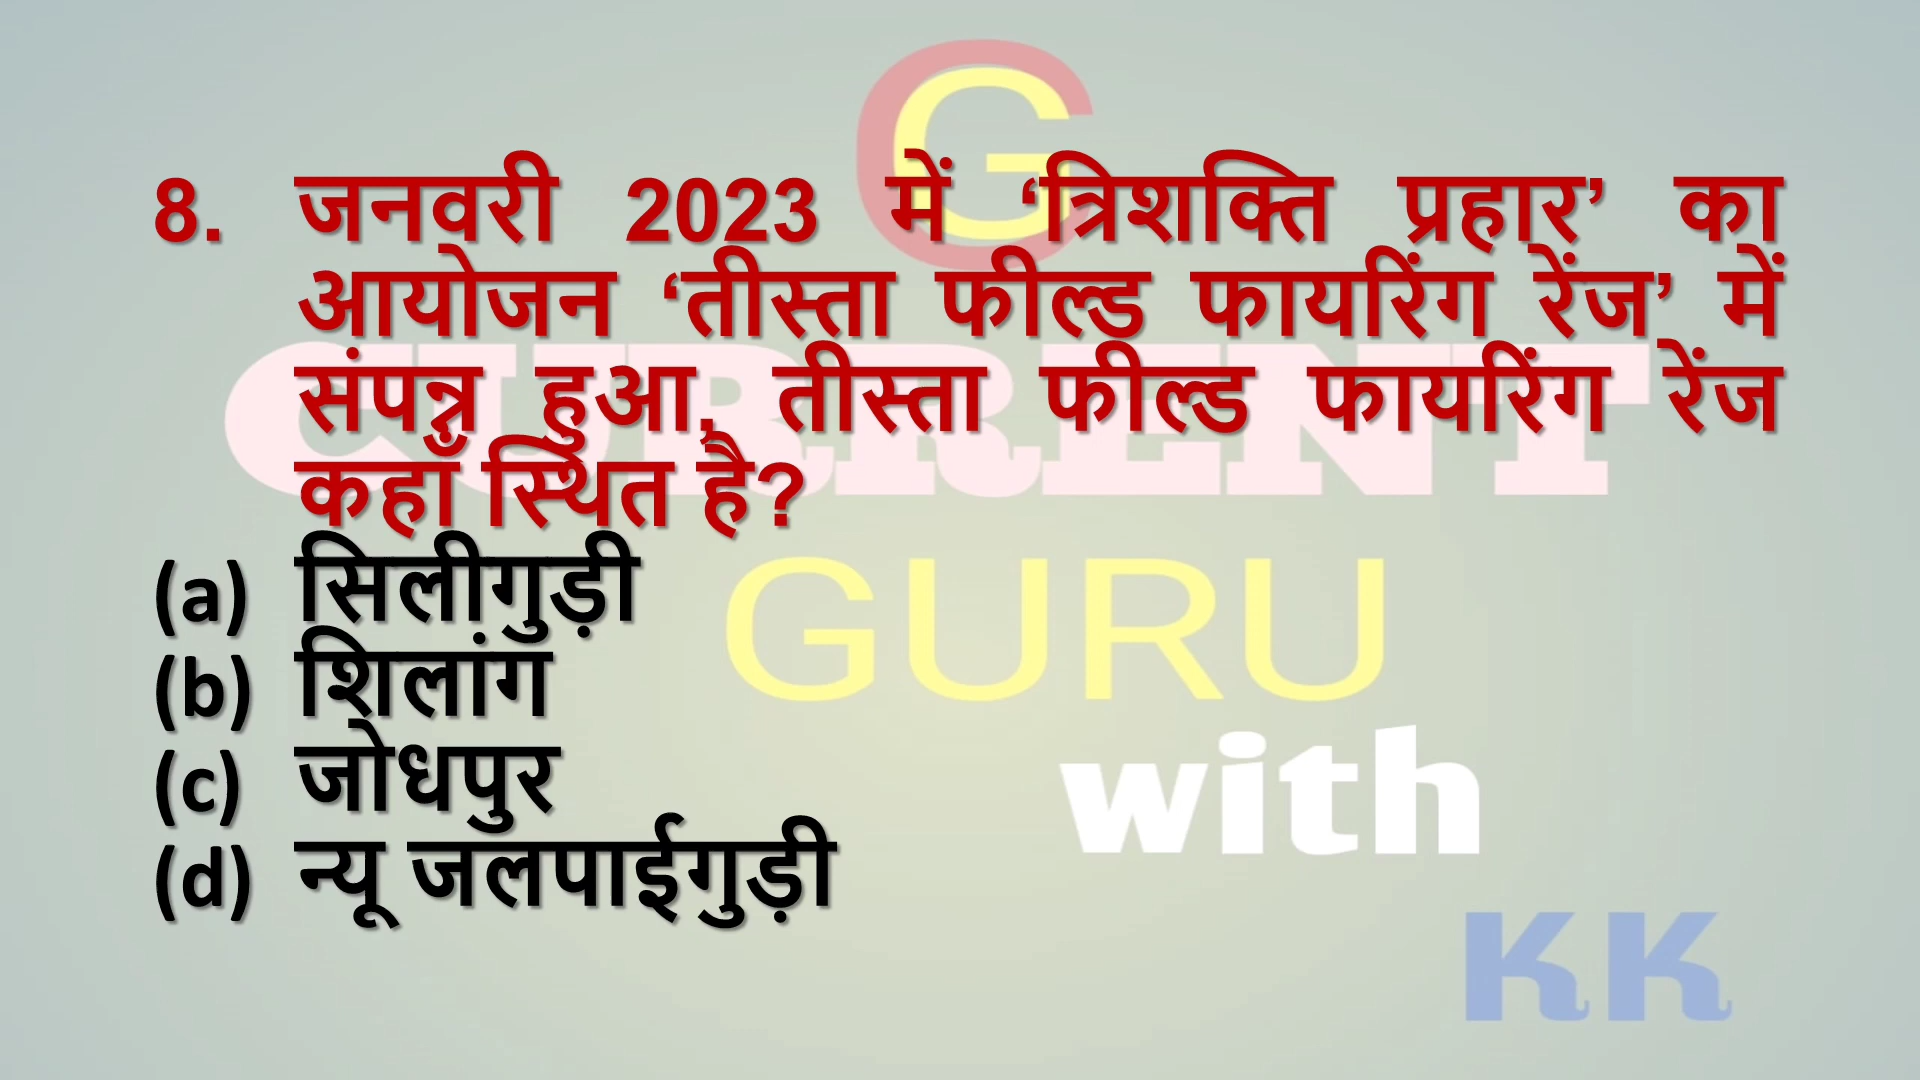 G
8. जनवरी 2023 में ‘त्रिशक्ति प्रहार’ का
आयोजन ‘तीस्ता फील्ड फायरिंग रेंज’ में
संपन्न हुआ, तीस्ता फील्ड फायरिंग रेंज
कहाँ स्थित है?
(a) सिलीगुड़ी
(b) शिलांग
(c) जोधपुर
(d) न्यू जलपाईगुड़ी
CURRENT
GURU
with
KK